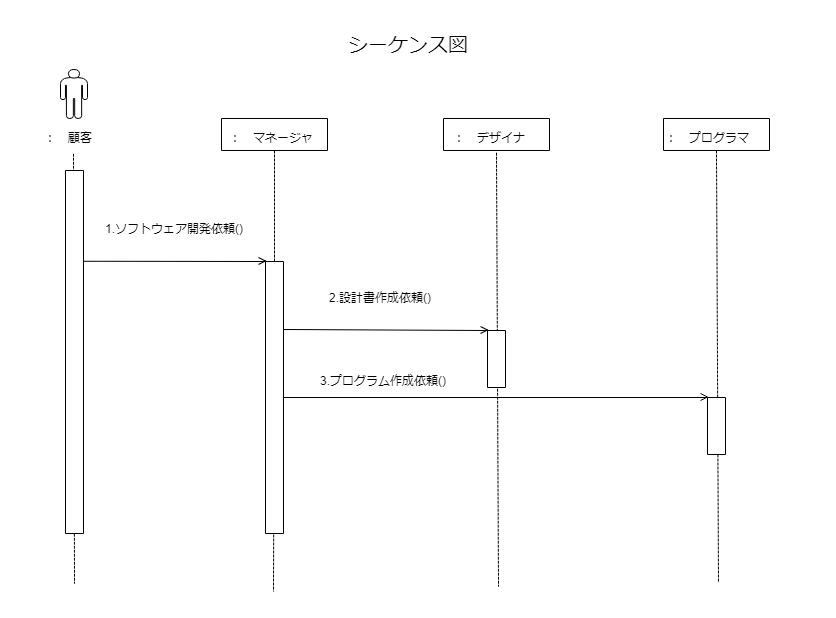 シーケンス図
： 顧客
： マネージャ
： デザイナ
： プログラマ
1.ソフトウェア開発依頼()
2.設計書作成依頼()
3.プログラム作成依頼()